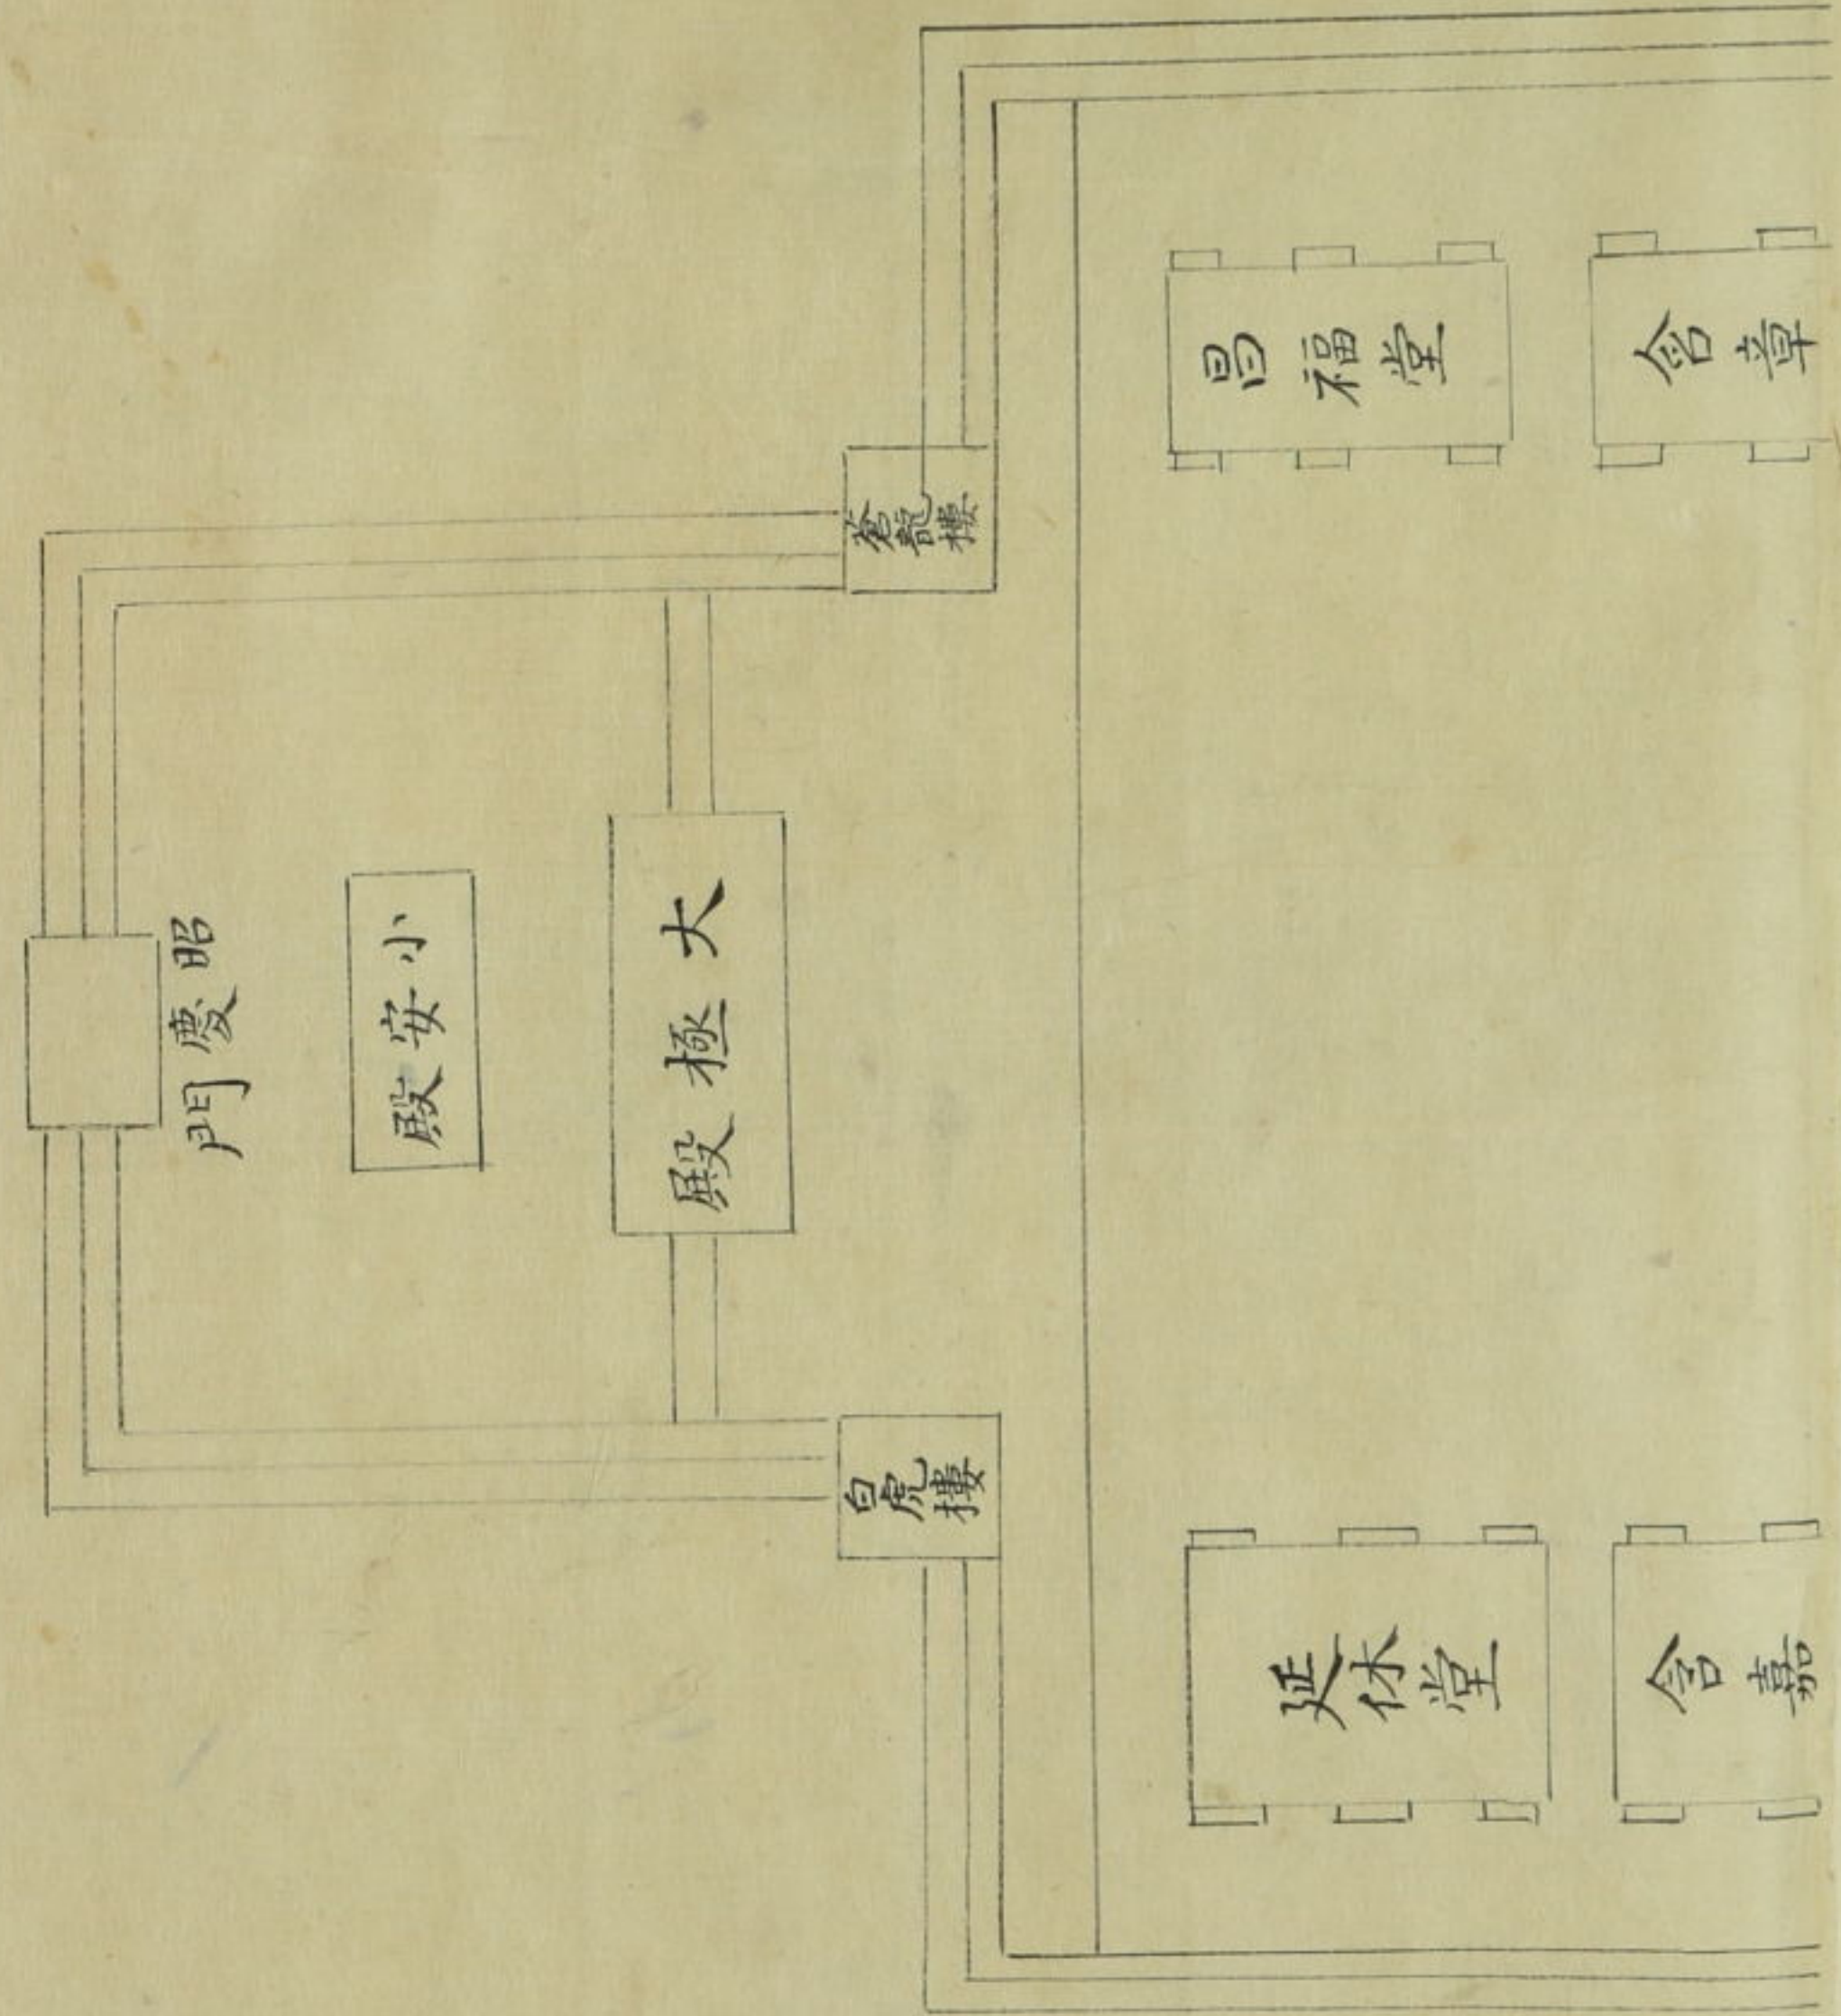 昭慶門
小安殿
大極殿
蒼龍樓
白虎樓
昌福堂
含章
延休堂
含嘉